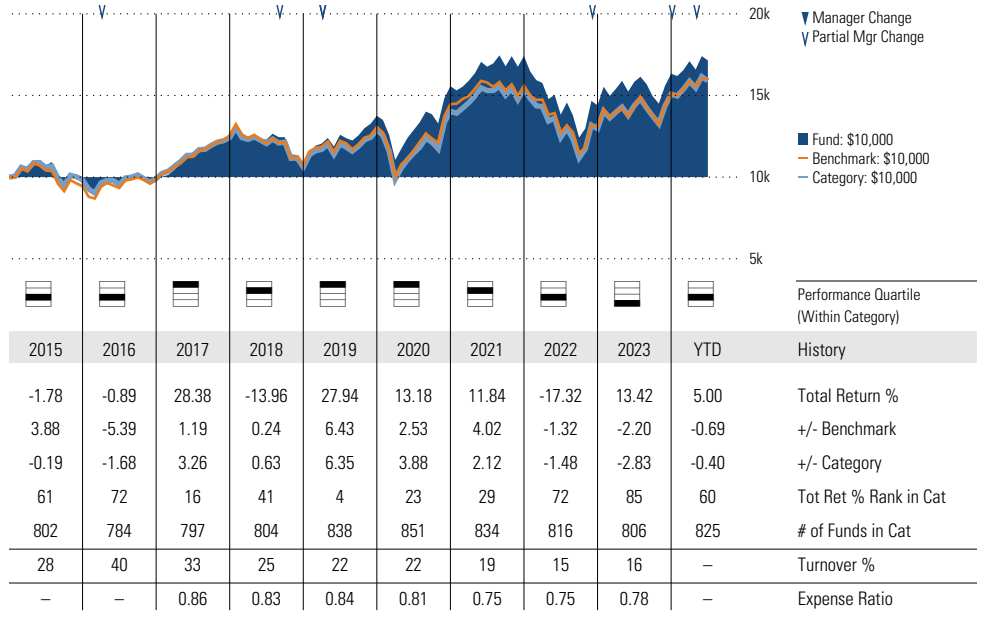 20k
▼ Manager Change
V Partial Mgr Change
15k
Fund: $10,000
Benchmark: $10,000
Category: $10,000
10k
5k
Performance Quartile
(Within Category)
2015 2016 2017 2018 2019 2020 2021 2022 2023 YTD History
-1.78 -0.89 28.38 -13.96 27.94 13.18 11.84 -17.32 13.42 5.00 Total Return %
3.88 -5.39 1.19 0.24 6.43 2.53 4.02 -1.32 -2.20 -0.69 +/- Benchmark
-0.19 -1.68 3.26 0.63 6.35 3.88 2.12 -1.48 -2.83 -0.40 +/- Category
61 72 16 41 4 23 29 72 85 60 Tot Ret % Rank in Cat
802 784 797 804 838 851 834 816 806 825 # of Funds in Cat
28 40 33 25 22 22 19 15 16 – Turnover %
– – 0.86 0.83 0.84 0.81 0.75 0.75 0.78 – Expense Ratio